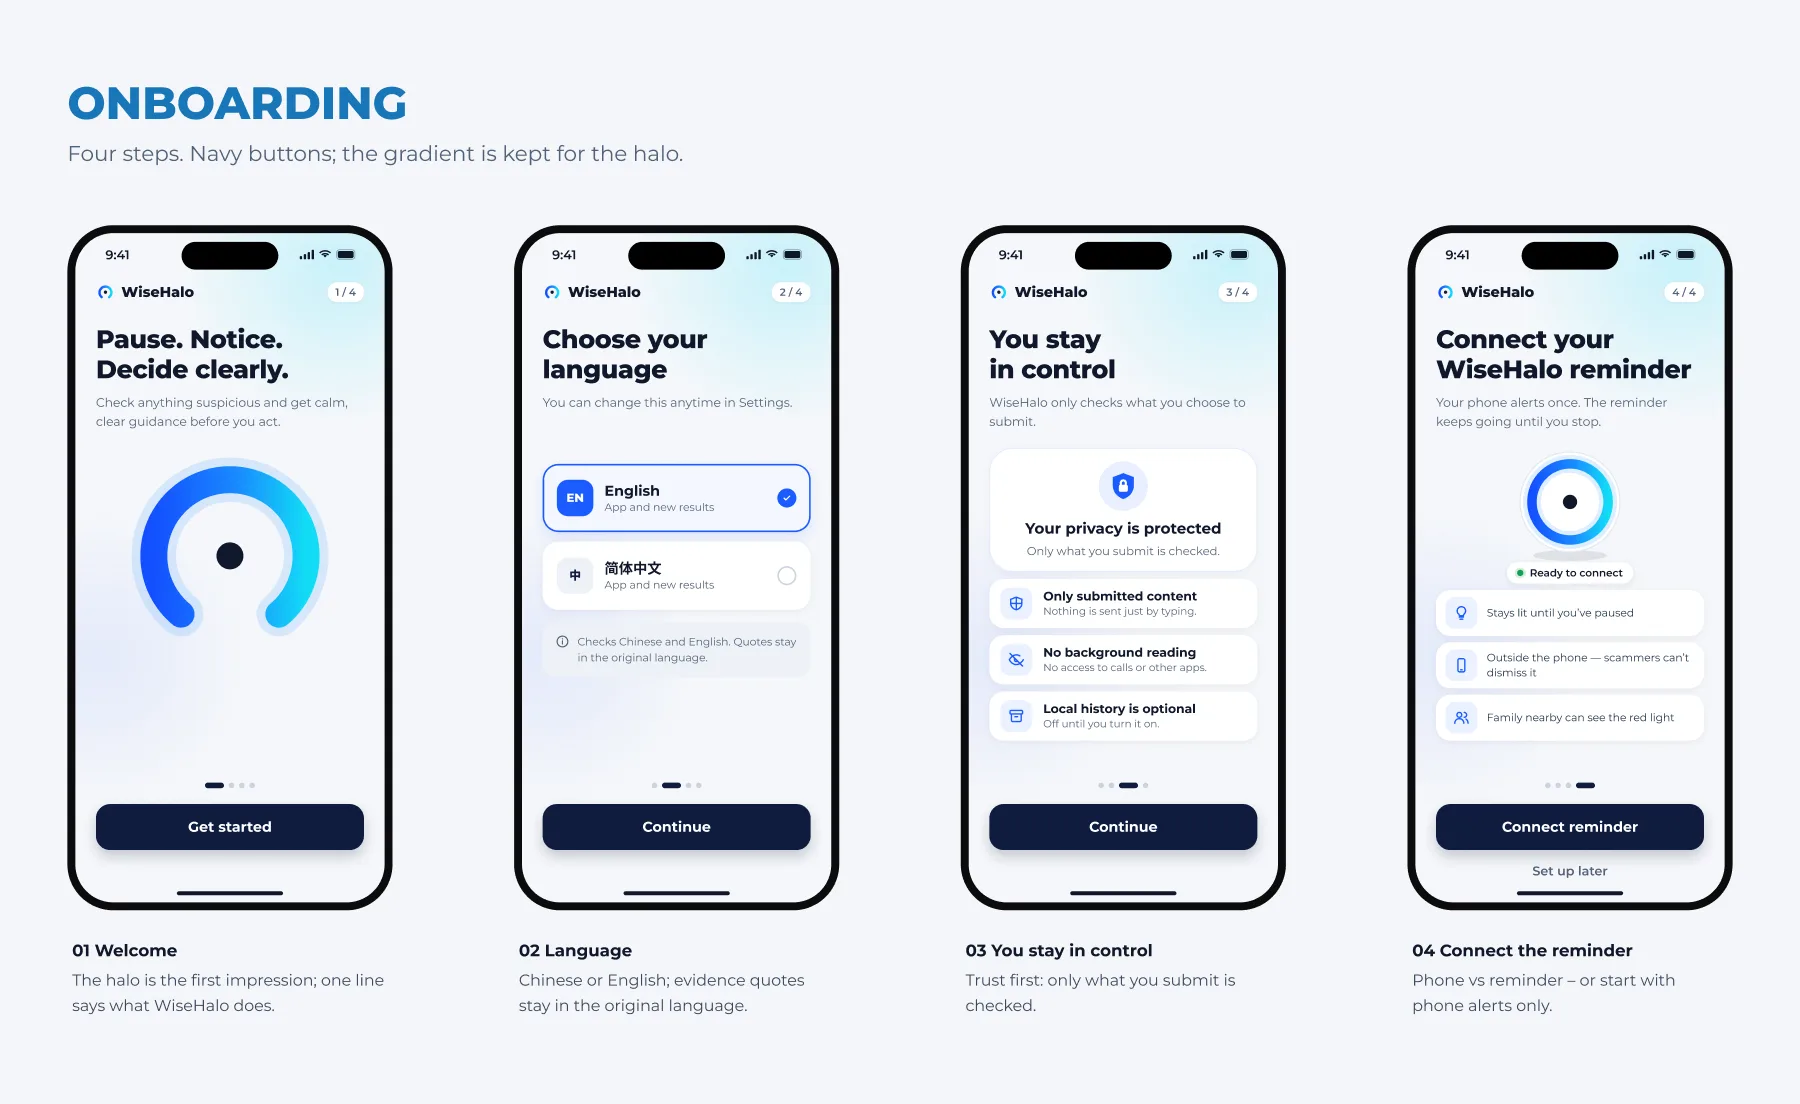 ONBOARDING
Four steps. Navy buttons; the gradient is kept for the halo.
9:41
WiseHalo
1 / 4
Pause. Notice.
Decide clearly.
Check anything suspicious and get calm,
clear guidance before you act.
Get started
01 Welcome
The halo is the first impression; one line
says what WiseHalo does.
9:41
WiseHalo
2 / 4
Choose your
language
You can change this anytime in Settings.
EN
English
App and new results
中
简体中文
App and new results
Checks Chinese and English. Quotes stay
in the original language.
Continue
02 Language
Chinese or English; evidence quotes
stay in the original language.
9:41
WiseHalo
3 / 4
You stay
in control
WiseHalo only checks what you choose to
submit.
Your privacy is protected
Only what you submit is checked.
Only submitted content
Nothing is sent just by typing.
No background reading
No access to calls or other apps.
Local history is optional
Off until you turn it on.
Continue
03 You stay in control
Trust first: only what you submit is
checked.
9:41
WiseHalo
4 / 4
Connect your
WiseHalo reminder
Your phone alerts once. The reminder
keeps going until you stop.
Ready to connect
Stays lit until you've paused
Outside the phone — scammers can't
dismiss it
Family nearby can see the red light
Connect reminder
Set up later
04 Connect the reminder
Phone vs reminder – or start with
phone alerts only.